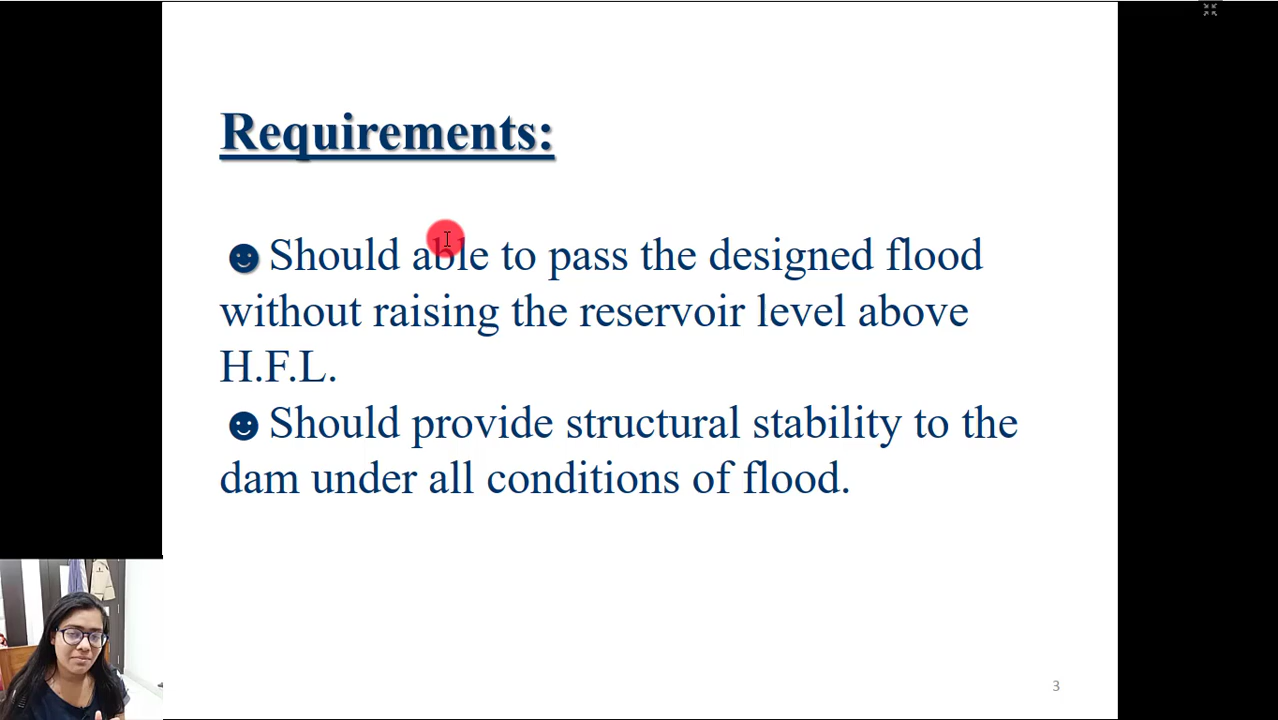 Requirements:
☻Should able to pass the designed flood
without raising the reservoir level above
H.F.L.
☻Should provide structural stability to the
dam under all conditions of flood.
3